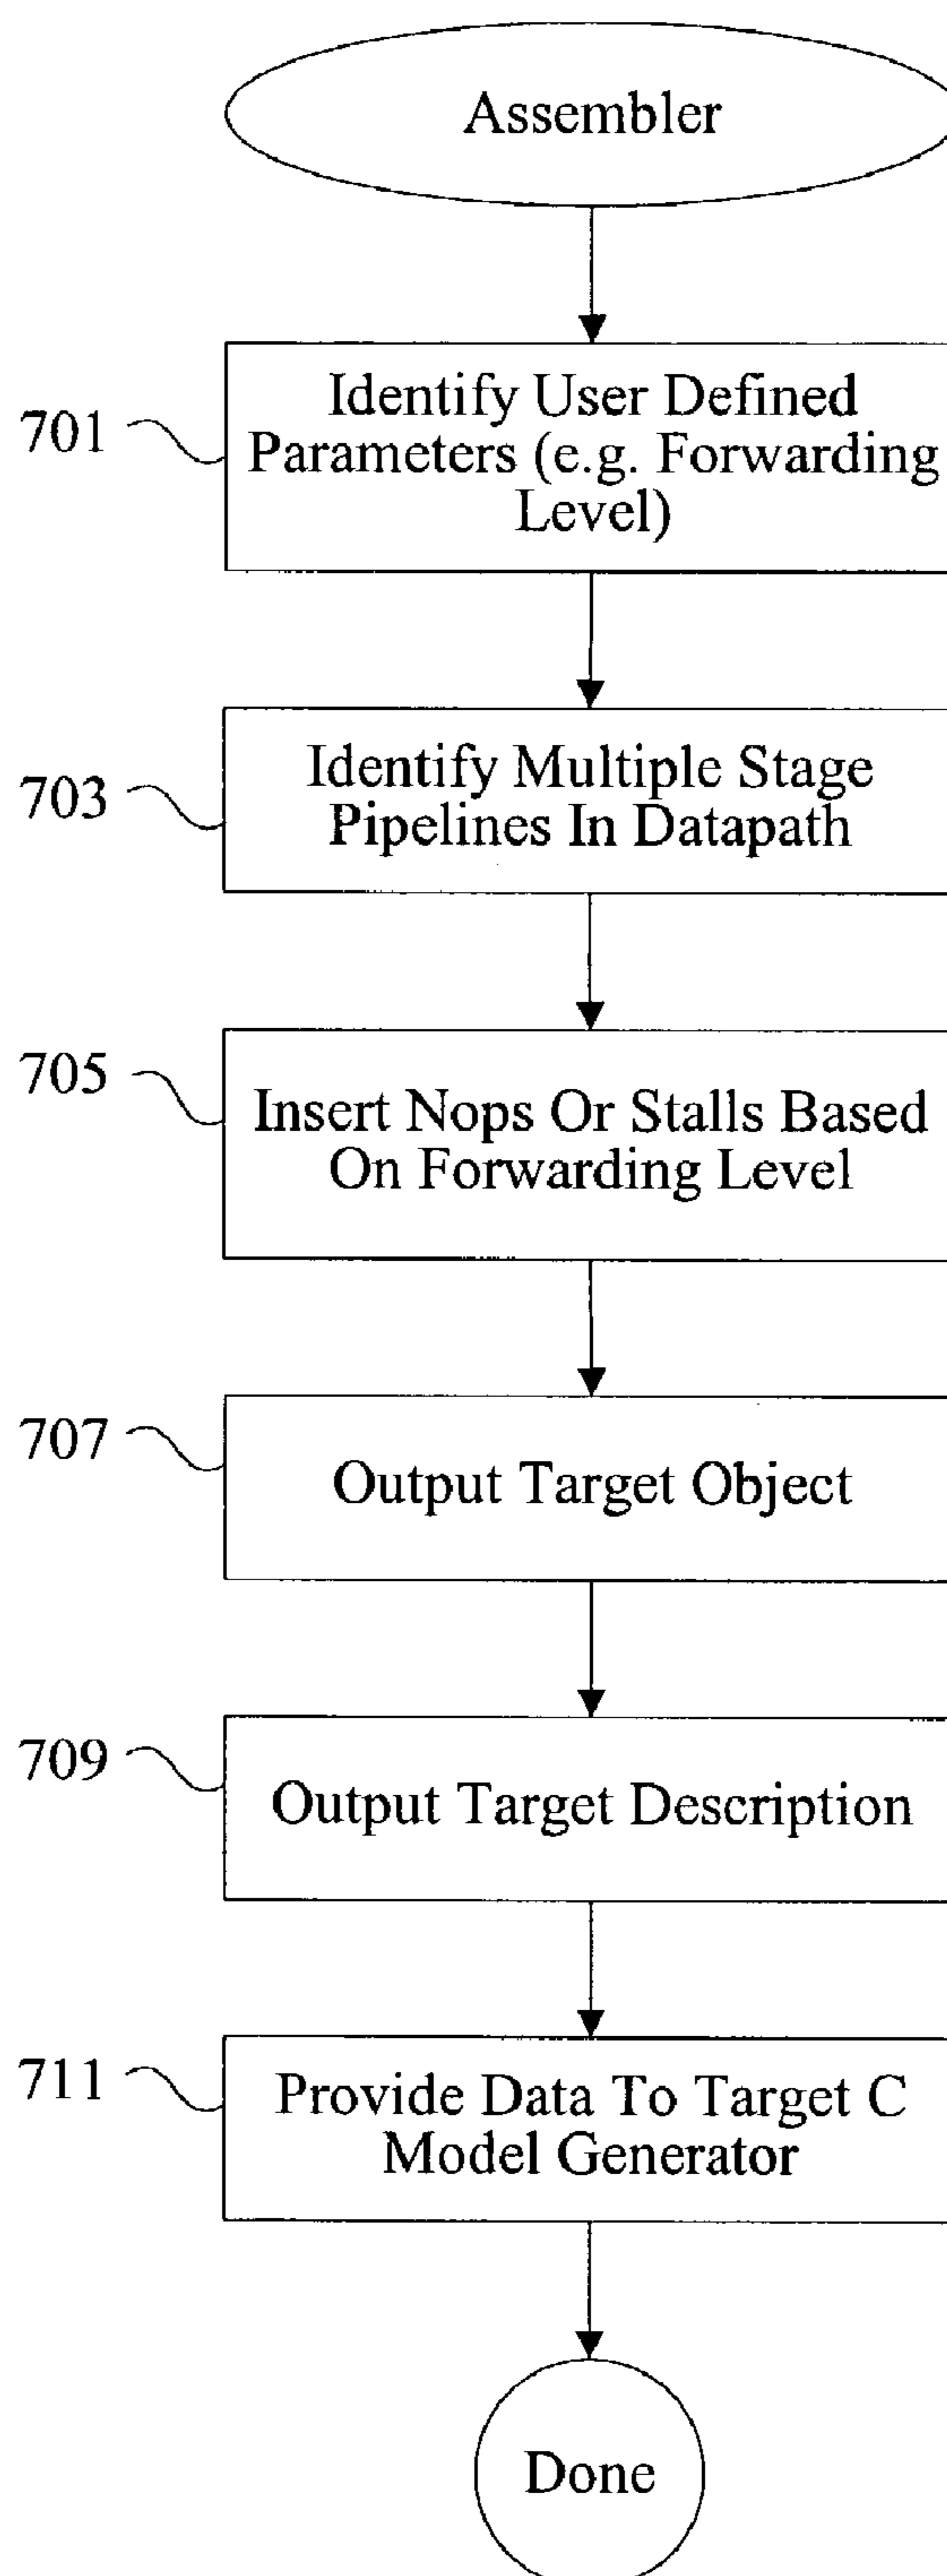 Assembler
701
Identify User Defined
Parameters (e.g. Forwarding
Level)
703
Identify Multiple Stage
Pipelines In Datapath
705
Insert Nops Or Stalls Based
On Forwarding Level
707
Output Target Object
709
Output Target Description
711
Provide Data To Target C
Model Generator
Done